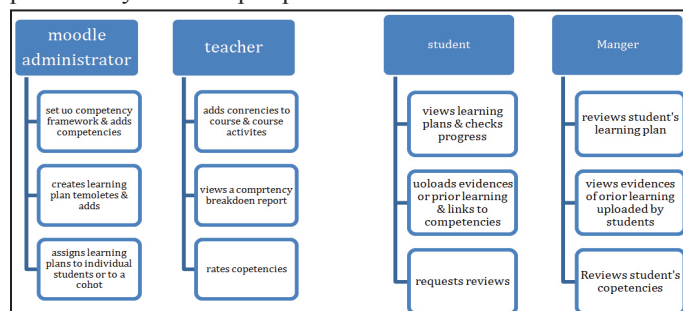 moodle
administrator
set uo competency
framework & adds
competencies
creates learning
plan temoletes &
adds
assigns learning
plans to individual
students or to a
cohot
teacher
adds conrencies to
course & course
activites
views a comprtency
breakdoen report
rates copetencies
student
views learning
plans & checks
progress
uoloads evidences
or prior learning
& links to
competencies
requests reviews
Manger
reviews student's
learning plan
views evidences
of orior learning
uploaded by
students
Reviews student's
copetencies